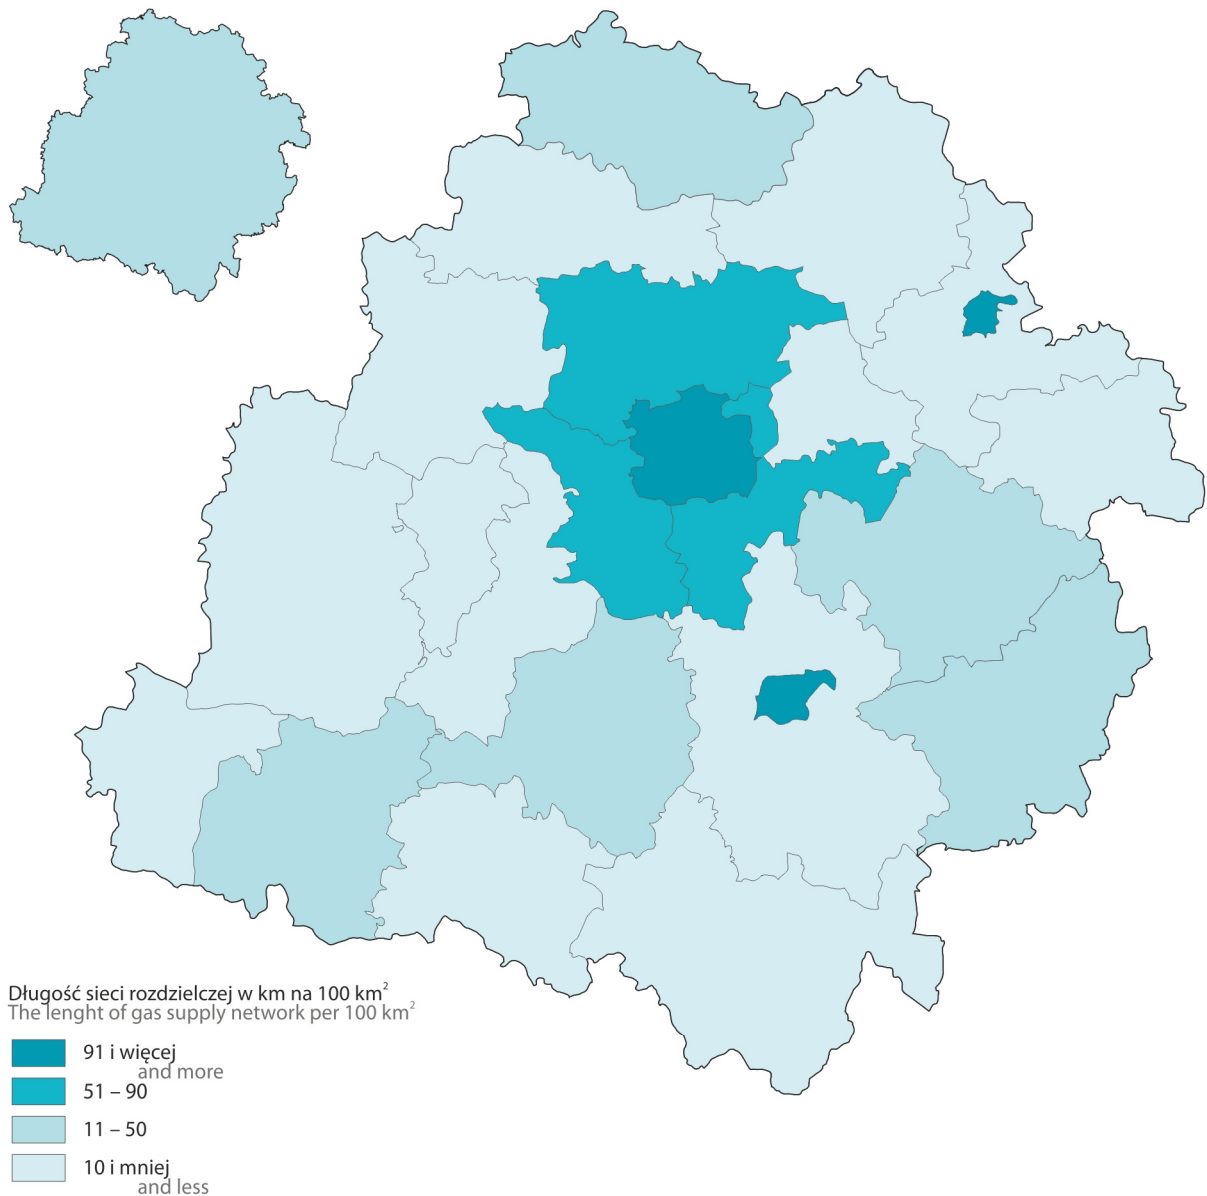 Długość sieci rozdzielczej w km na 100 km²
The lenght of gas supply network per 100 km²
91 i więcej
and more
51 – 90
11 – 50
10 i mniej
and less